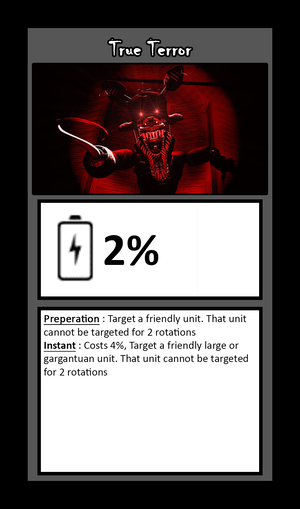 True Terror
2%
Preperation : Target a friendly unit. That unit
cannot be targeted for 2 rotations
Instant : Costs 4%, Target a friendly large or
gargantuan unit. That unit cannot be targeted
for 2 rotations